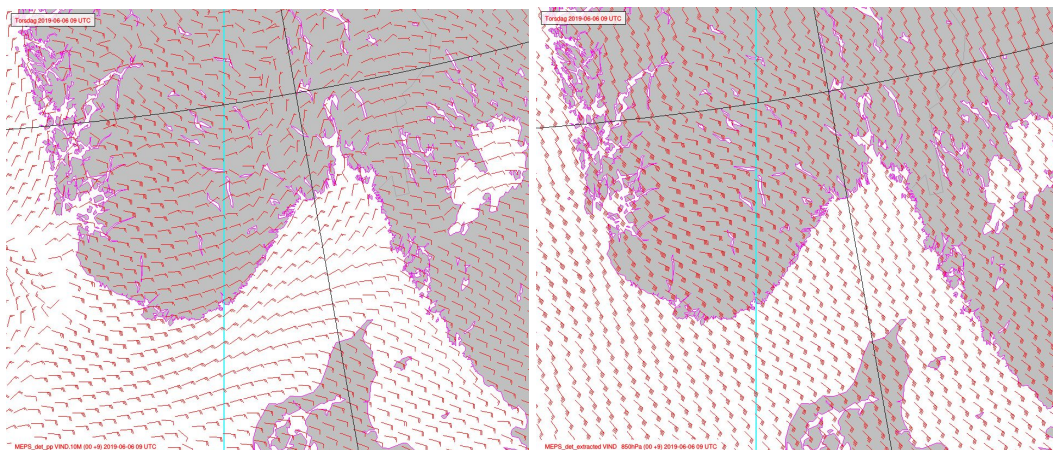 Torsdag 2019-06-06 09 UTC
MEPS_det_pp VIND.10M (00 +9) 2019-06-06 09 UTC
Torsdag 2019-06-06 09 UTC
MEPS_det_extracted VIND 850hPa (00 +9) 2019-06-06 09 UTC